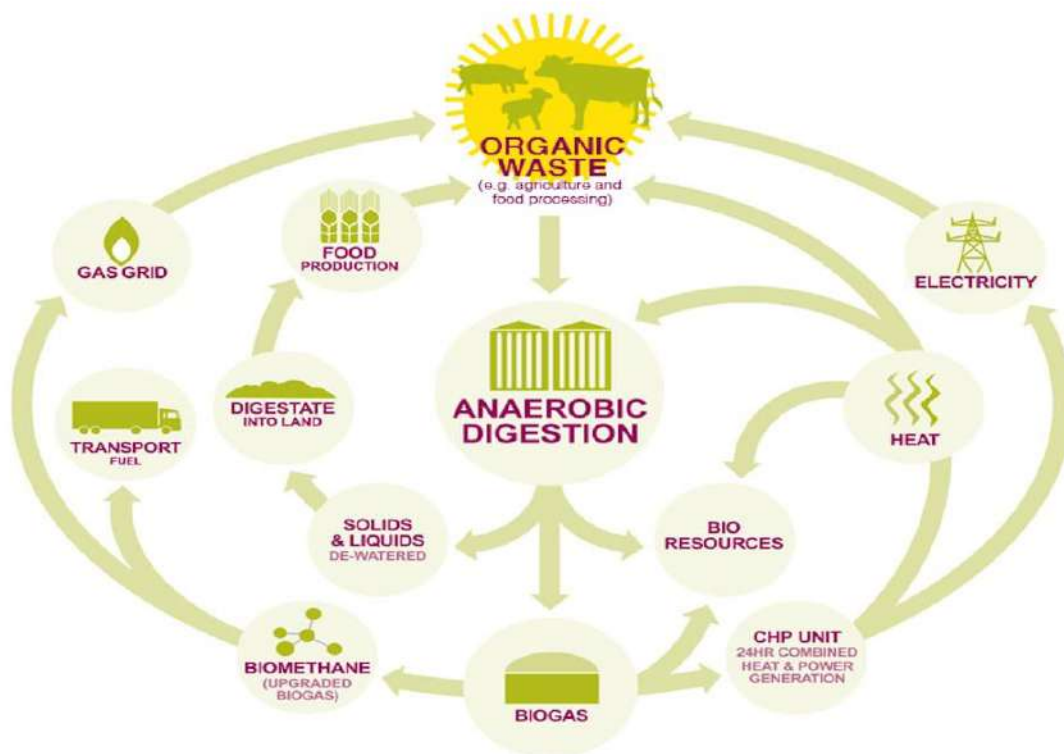 ORGANIC
WASTE
(e.g. agriculture and
food processing)
GAS GRID
FOOD
PRODUCTION
ELECTRICITY
TRANSPORT
FUEL
DIGESTATE
INTO LAND
ANAEROBIC
DIGESTION
HEAT
SOLIDS
& LIQUIDS
DE-WATERED
BIO
RESOURCES
BIOMETHANE
(UPGRADED
BIOGAS)
BIOGAS
CHP UNIT
24HR COMBINED
HEAT & POWER
GENERATION